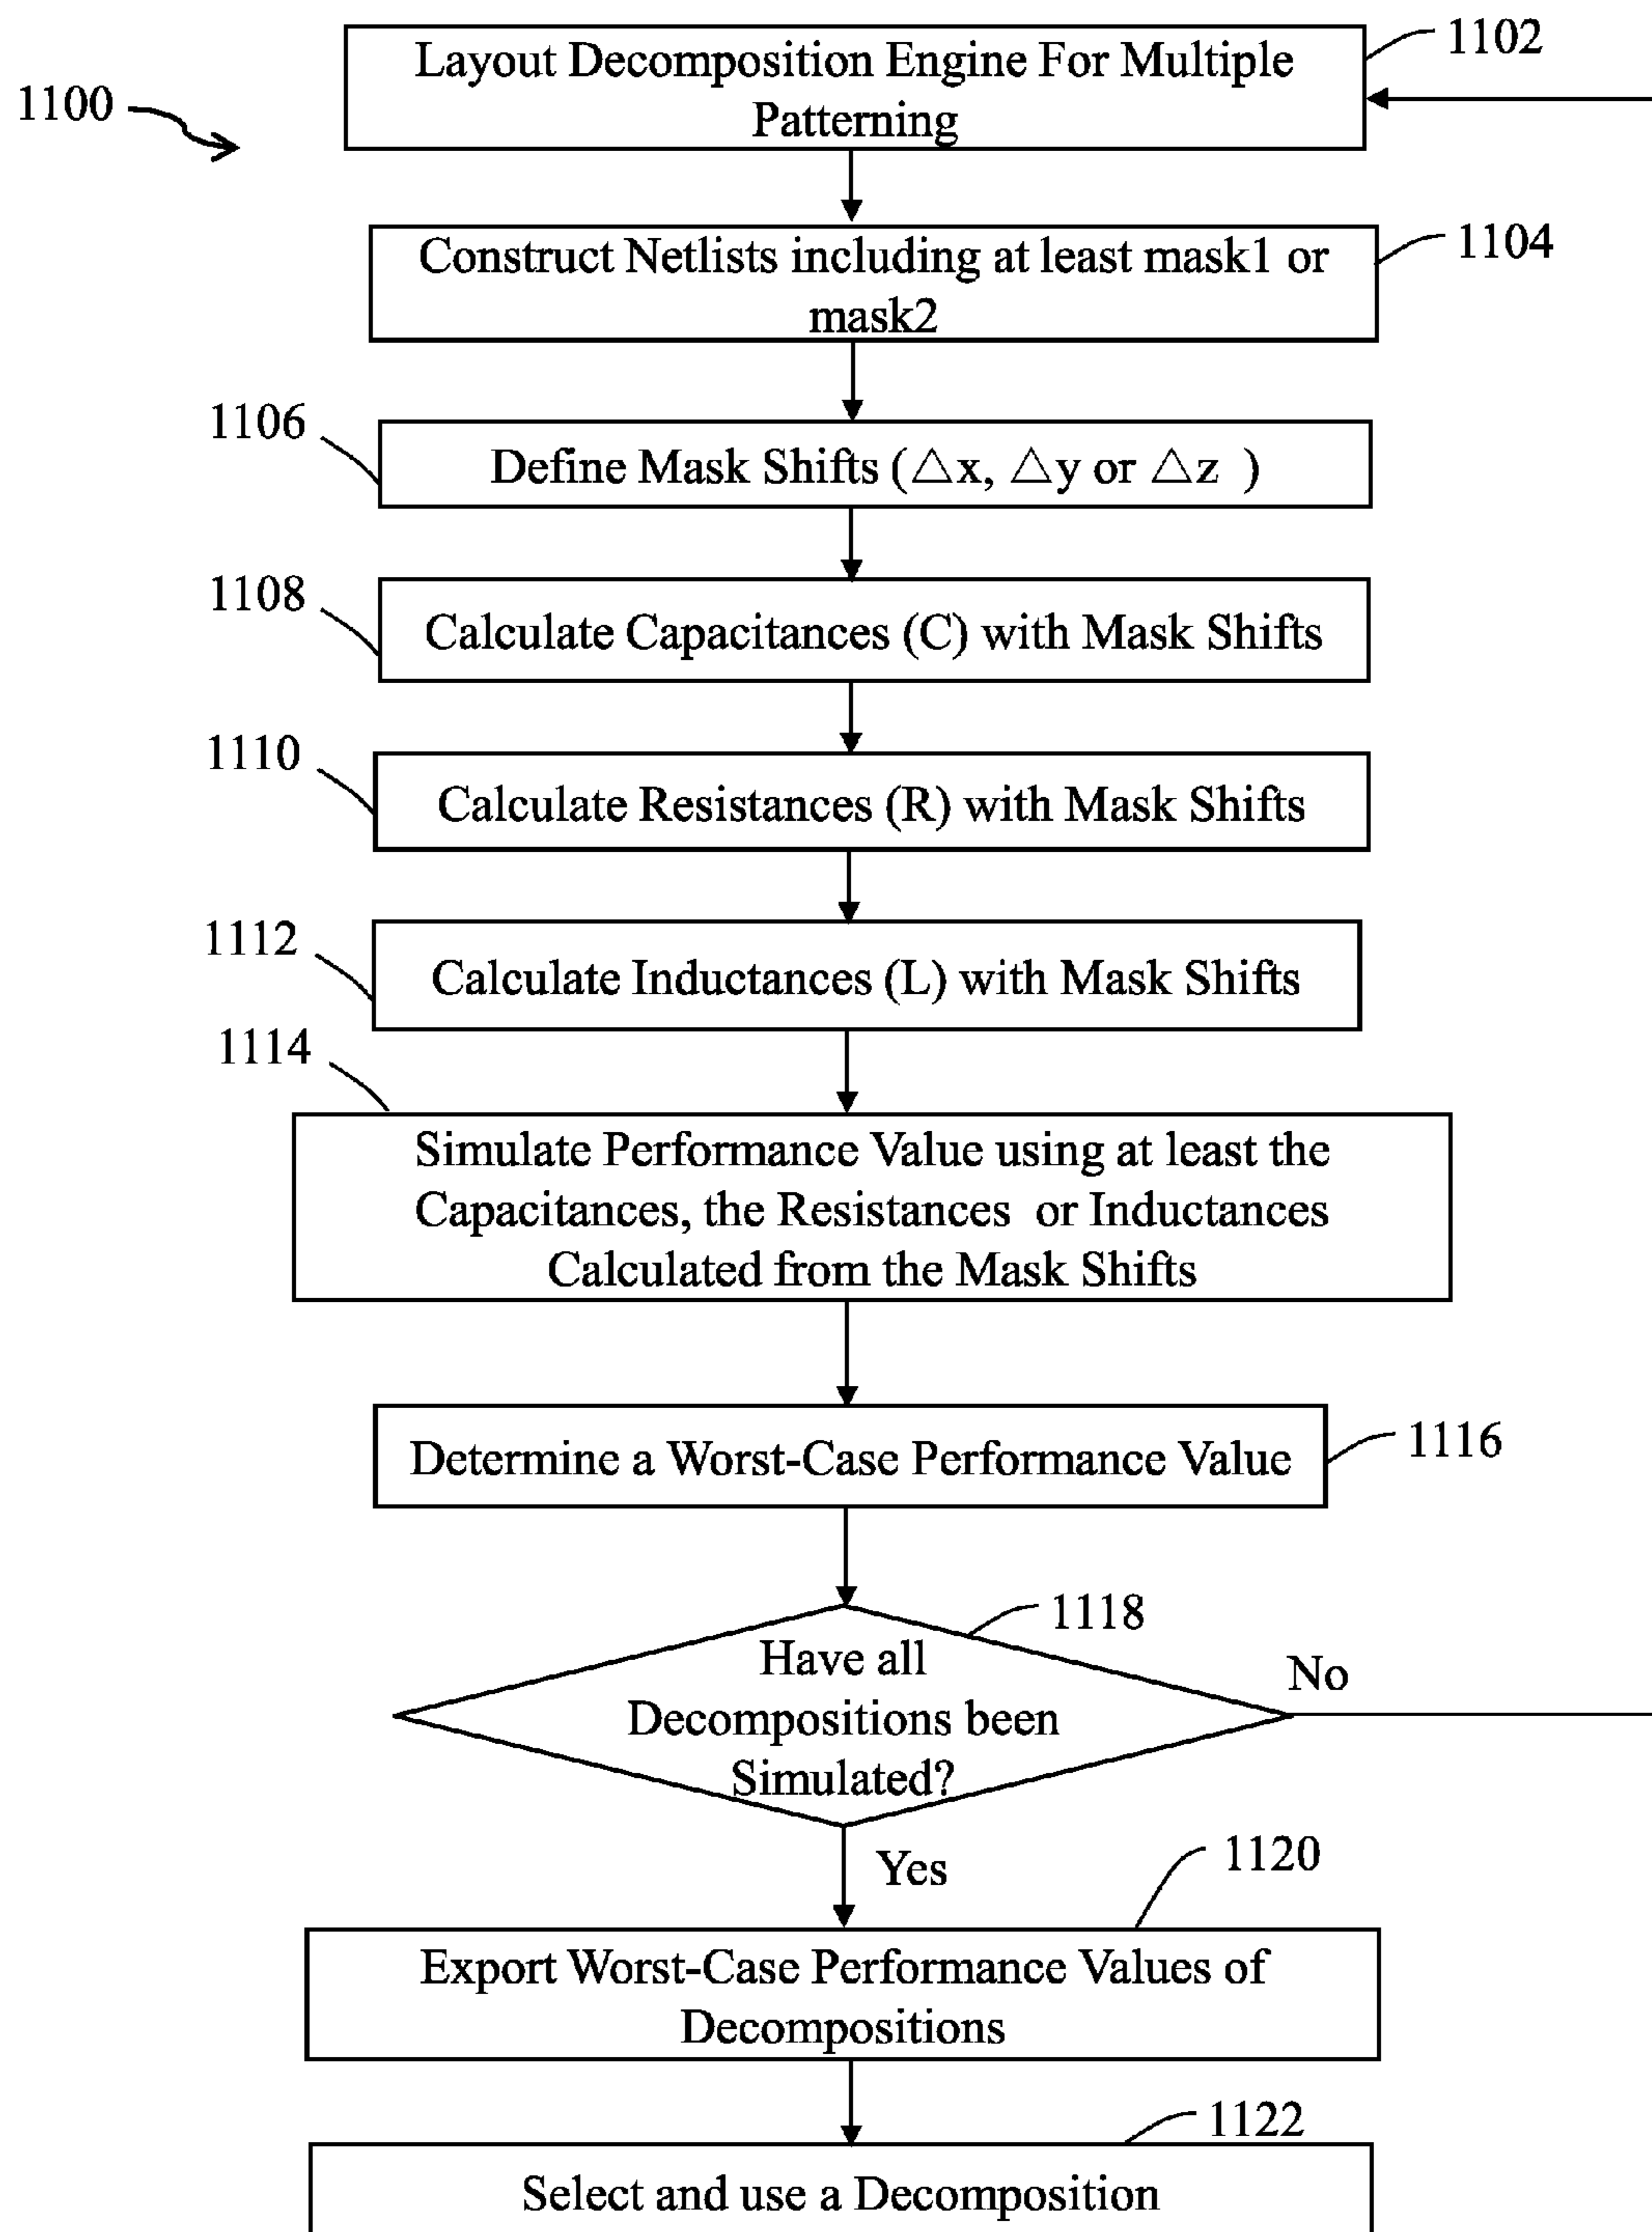 1102
Layout Decomposition Engine For Multiple
Patterning
1100
1104
Construct Netlists including at least mask1 or
mask2
1106
Define Mask Shifts (△x, △y or △z )
1108
Calculate Capacitances (C) with Mask Shifts
1110
Calculate Resistances (R) with Mask Shifts
1112
Calculate Inductances (L) with Mask Shifts
1114
Simulate Performance Value using at least the
Capacitances, the Resistances or Inductances
Calculated from the Mask Shifts
1116
Determine a Worst-Case Performance Value
1118
Have all
Decompositions been
Simulated?
No
Yes
1120
Export Worst-Case Performance Values of
Decompositions
1122
Select and use a Decomposition